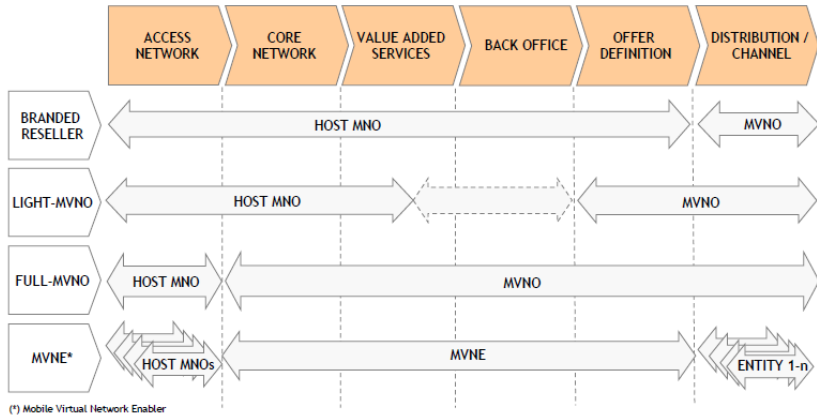 ACCESS
NETWORK
CORE
NETWORK
VALUE ADDED
SERVICES
BACK OFFICE
OFFER
DEFINITION
DISTRIBUTION /
CHANNEL
BRANDED
RESELLER
HOST MNO
MVNO
LIGHT-MVNO
HOST MNO
MVNO
FULL-MVNO
HOST MNO
MVNO
MVNE*
HOST MNOs
MVNE
ENTITY 1-n
(*) Mobile Virtual Network Enabler